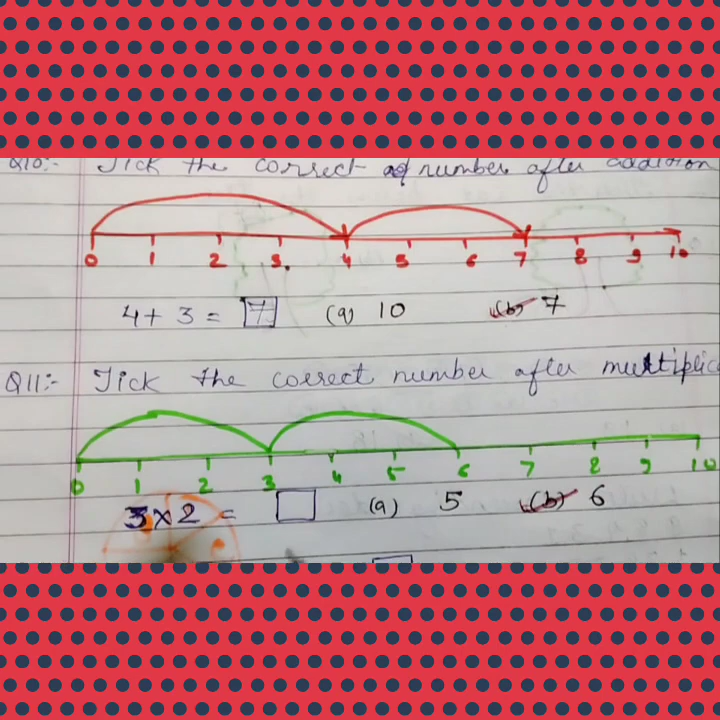 Q10:- Tick the correct of number after addition
0 1 2 3 4 5 6 7 8 9 10
4 + 3 = 7 (a) 10 (b) 7
Q11:- Tick the correct number after multiplic
0 1 2 3 4 5 6 7 8 9 10
3 x 2 = (a) 5 (b) 6